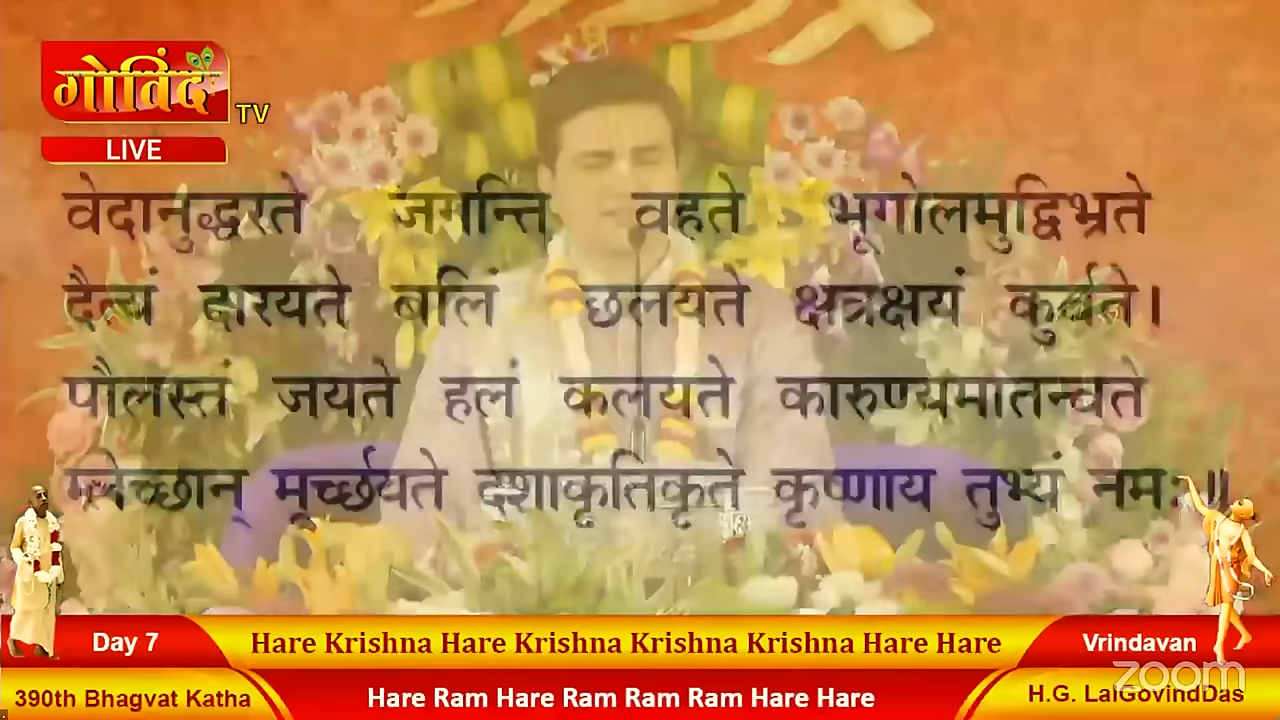 गोविंद
TV
LIVE
वेदानुद्धरते जगन्ति वहते भूगोलमुद्विभ्रते
दैत्यं दारयते बलिं छलयते क्षत्रक्षयं कुर्वते।
पौलस्तं जयते हलं कलयते कारुण्यमातन्वते
म्लेच्छान् मूर्च्छयते दशाकृतिकृते कृष्णाय तुभ्यं नमः॥
Day 7
Hare Krishna Hare Krishna Krishna Krishna Hare Hare
Vrindavan
zoom
390th Bhagvat Katha
Hare Ram Hare Ram Ram Ram Hare Hare
H.G. LalGovindDas